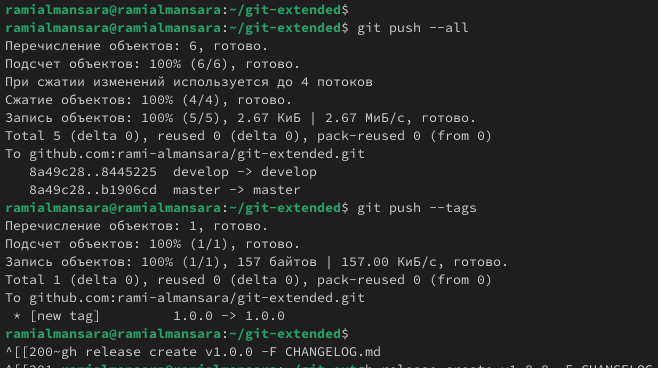 ramialmansara@ramialmansara:~/git-extended$
ramialmansara@ramialmansara:~/git-extended$ git push --all
Перечисление объектов: 6, готово.
Подсчет объектов: 100% (6/6), готово.
При сжатии изменений используется до 4 потоков
Сжатие объектов: 100% (4/4), готово.
Запись объектов: 100% (5/5), 2.67 КиБ | 2.67 МиБ/с, готово.
Total 5 (delta 0), reused 0 (delta 0), pack-reused 0 (from 0)
To github.com:rami-almansara/git-extended.git
   8a49c28..8445225  develop -> develop
   8a49c28..b1906cd  master -> master
ramialmansara@ramialmansara:~/git-extended$ git push --tags
Перечисление объектов: 1, готово.
Подсчет объектов: 100% (1/1), готово.
Запись объектов: 100% (1/1), 157 байтов | 157.00 КиБ/с, готово.
Total 1 (delta 0), reused 0 (delta 0), pack-reused 0 (from 0)
To github.com:rami-almansara/git-extended.git
 * [new tag]         1.0.0 -> 1.0.0
ramialmansara@ramialmansara:~/git-extended$
^[[200~gh release create v1.0.0 -F CHANGELOG.md